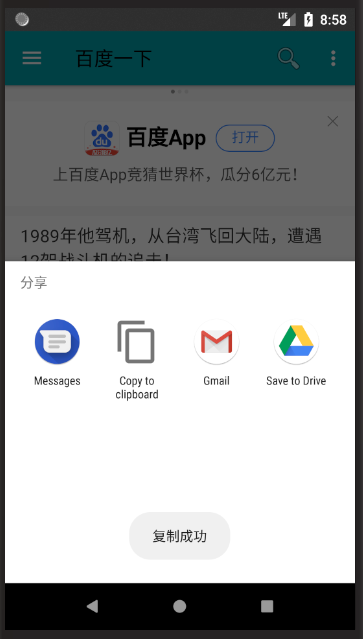 LTE 8:58
百度一下
du
百度App 打开
上百度App竞猜世界杯，瓜分6亿元！
1989年他驾机，从台湾飞回大陆，遭遇
12架战斗机的追击！
分享
Messages
Copy to clipboard
Gmail
Save to Drive
复制成功